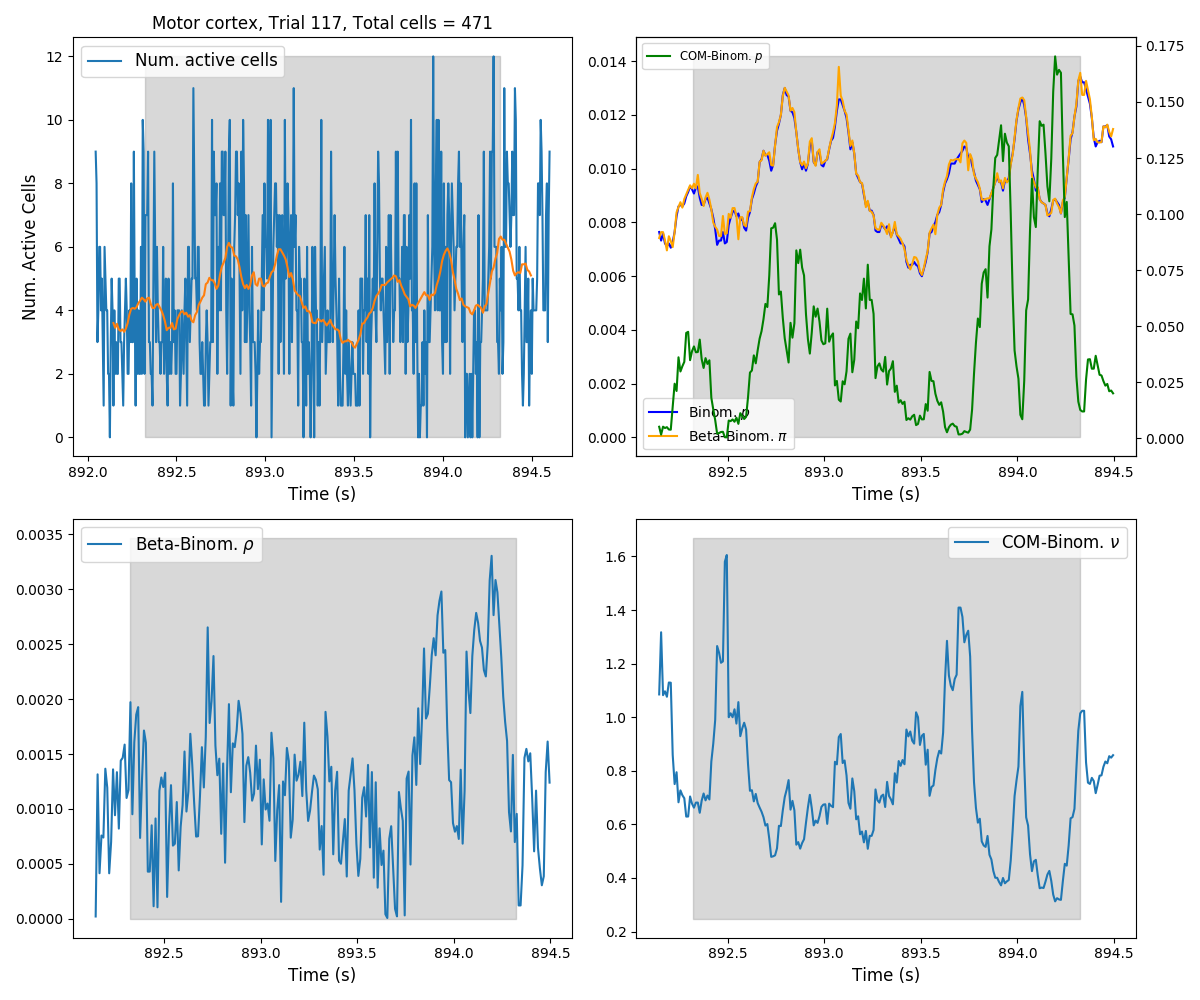 Motor cortex, Trial 117, Total cells = 471
Num. active cells
Num. Active Cells
12
10
8
6
4
2
0
892.0 892.5 893.0 893.5 894.0 894.5
Time (s)
COM-Binom. p
0.014
0.012
0.010
0.008
0.006
0.004
0.002
0.000
0.175
0.150
0.125
0.100
0.075
0.050
0.025
0.000
Binom. p
Beta-Binom. π
892.5 893.0 893.5 894.0 894.5
Time (s)
Beta-Binom. ρ
0.0035
0.0030
0.0025
0.0020
0.0015
0.0010
0.0005
0.0000
892.5 893.0 893.5 894.0 894.5
Time (s)
COM-Binom. ν
1.6
1.4
1.2
1.0
0.8
0.6
0.4
0.2
892.5 893.0 893.5 894.0 894.5
Time (s)